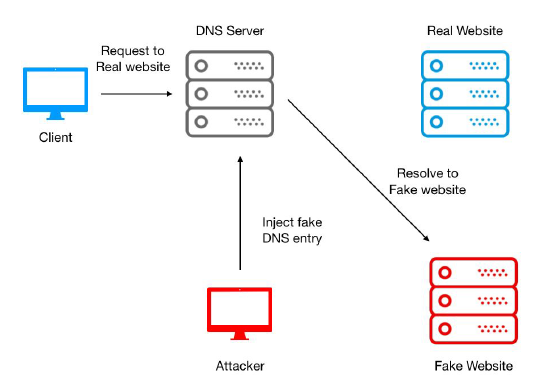 DNS Server
Real Website
Request to
Real website
Client
Resolve to
Fake website
Inject fake
DNS entry
Attacker
Fake Website